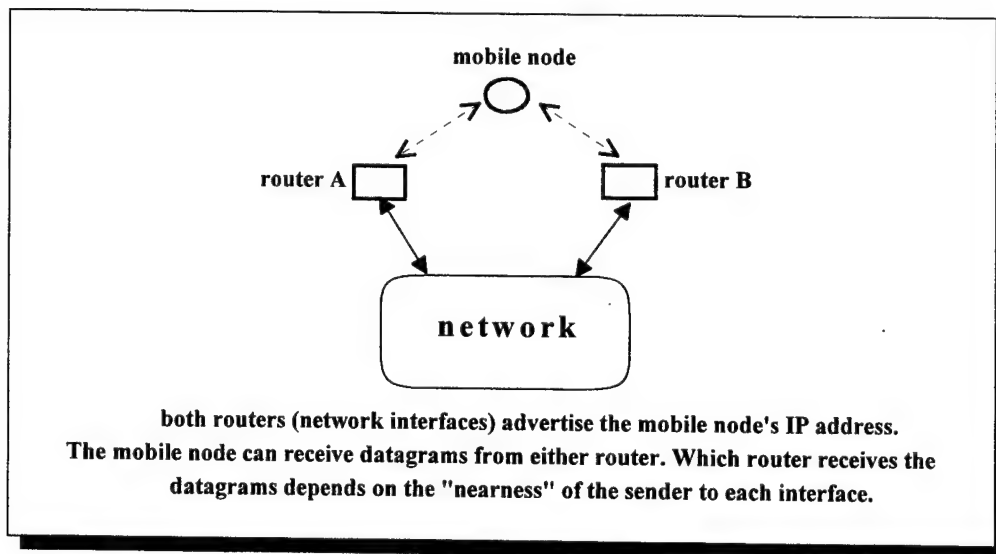 mobile node
router A
router B
network
both routers (network interfaces) advertise the mobile node's IP address.
The mobile node can receive datagrams from either router. Which router receives the
datagrams depends on the "nearness" of the sender to each interface.